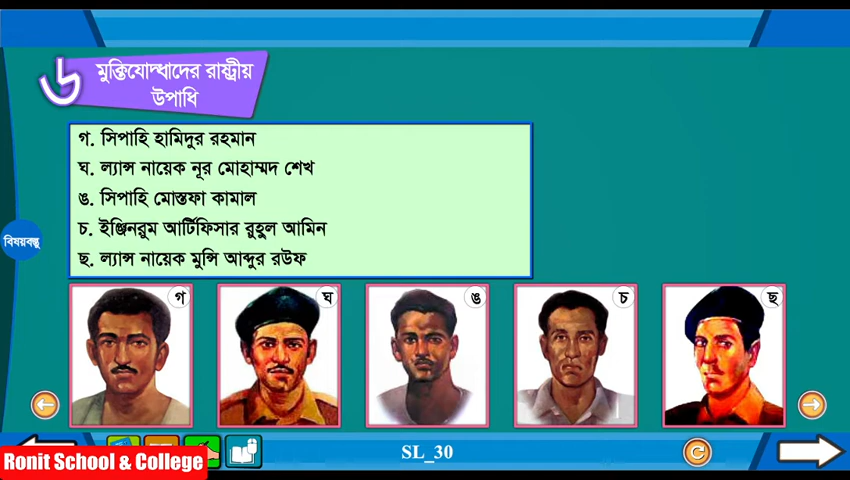 ৬
মুক্তিযোদ্ধাদের রাষ্ট্রীয়
উপাধি
গ. সিপাহি হামিদুর রহমান
ঘ. ল্যান্স নায়েক নূর মোহাম্মদ শেখ
ঙ. সিপাহি মোস্তফা কামাল
চ. ইঞ্জিনরুম আর্টিফিসার রুহুল আমিন
ছ. ল্যান্স নায়েক মুন্সি আব্দুর রউফ
বিষয়বস্তু
গ
ঘ
ঙ
চ
ছ
SL_30
Ronit School & College